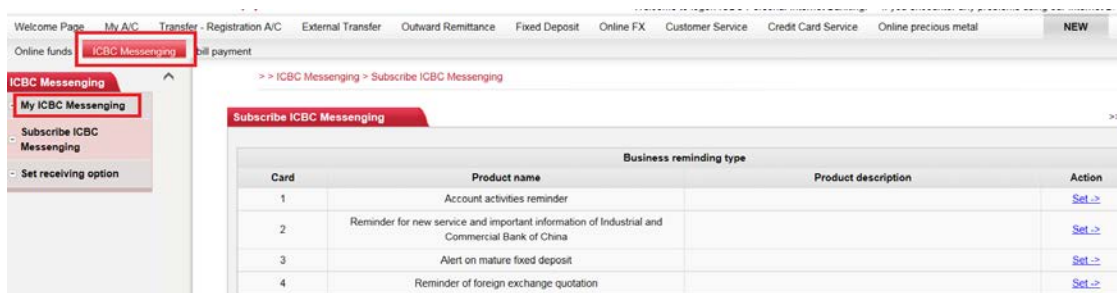 Welcome Page My A/C Transfer - Registration A/C External Transfer Outward Remittance Fixed Deposit Online FX Customer Service Credit Card Service Online precious metal NEW
Online funds ICBC Messenging bill payment
ICBC Messenging
My ICBC Messenging
Subscribe ICBC
Messenging
Set receiving option
> > ICBC Messenging > Subscribe ICBC Messenging
Subscribe ICBC Messenging
Business reminding type
Card Product name Product description Action
1 Account activities reminder Set ->
2 Reminder for new service and important information of Industrial and
Commercial Bank of China Set ->
3 Alert on mature fixed deposit Set ->
4 Reminder of foreign exchange quotation Set ->